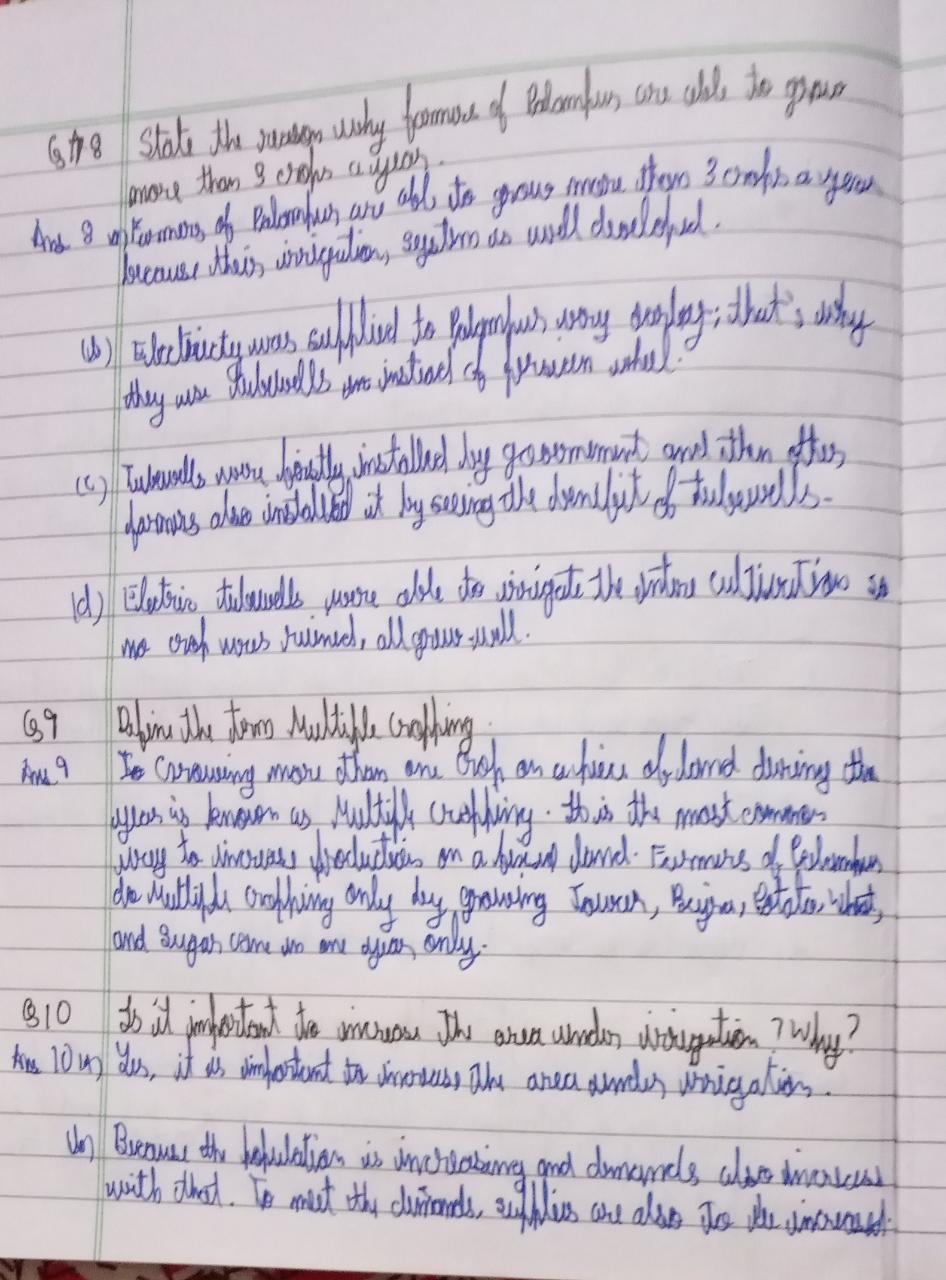 Q 8 State the reason why farmers of Palampur are able to grow
more than 3 crops a year.
Ans 8 a) Farmers of Palampur are able to grow more than 3 crops a year
because their irrigation, system is well developed.
(b) Electricty was supplied to Palampur very earley; that's why
they use tubewells instead of persian wheel.
(c) Tubewells were firstly installed by government and then after
farmers also installed it by seeing the benefit of tubewells.
(d) Electric tubewells were able to irrigate the entire cultivation so
no crop were ruined, all grew well.
Q9 Define the term Multiple Cropping.
Ans 9 Growing more than one Crop on a piece of land during the
year is known as Multiple Cropping. It is the most common
way to increase production on a land. Farmers of Palampur
do Multiple cropping only by growing Jowar, Bajra, Potato, Wheat,
and Sugar cane in one year only.
Q10 Is it important to increase the area under irrigation? Why?
Ans 10 (a) Yes, it is important to increase the area under irrigation.
(b) Because the population is increasing and demands also increase
with that. To meet the demands, supplies are also to be increased.